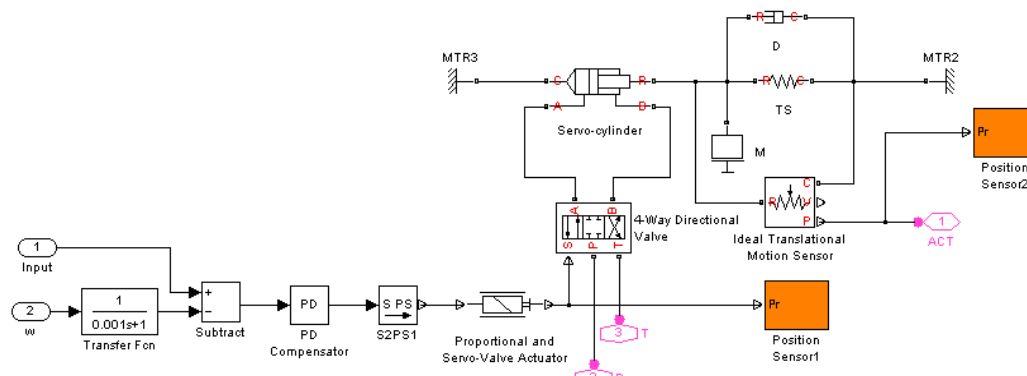 MTR3
C
R
A
B
Servo-cylinder
R
C
D
R
C
TS
M
MTR2
Pr
Position
Sensor2
C
R
V
P
Ideal Translational
Motion Sensor
1
ACT
A
B
S
P
T
4-Way Directional
Valve
1
Input
2
w
1
0.001s+1
Transfer Fcn
+
−
Subtract
PD
PD
Compensator
S PS
S2PS1
Proportional and
Servo-Valve Actuator
3
T
Pr
Position
Sensor1